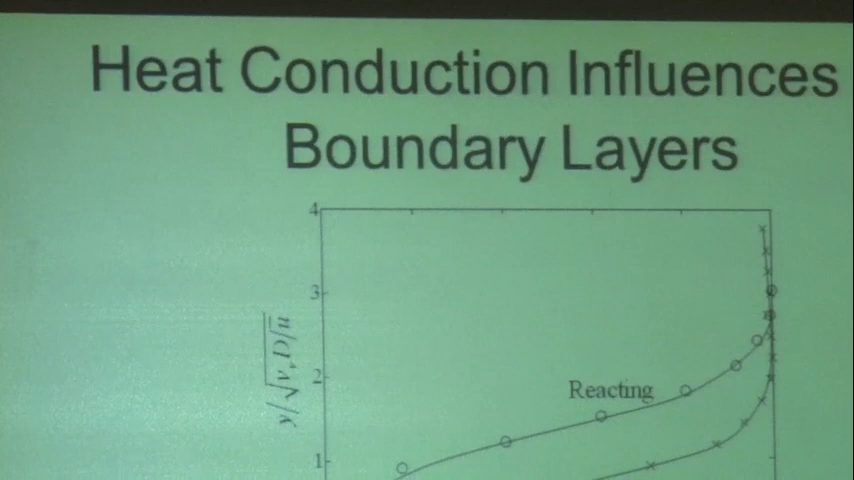 Heat Conduction Influences
Boundary Layers
4
3
y/√ν, D/u
2
Reacting
1